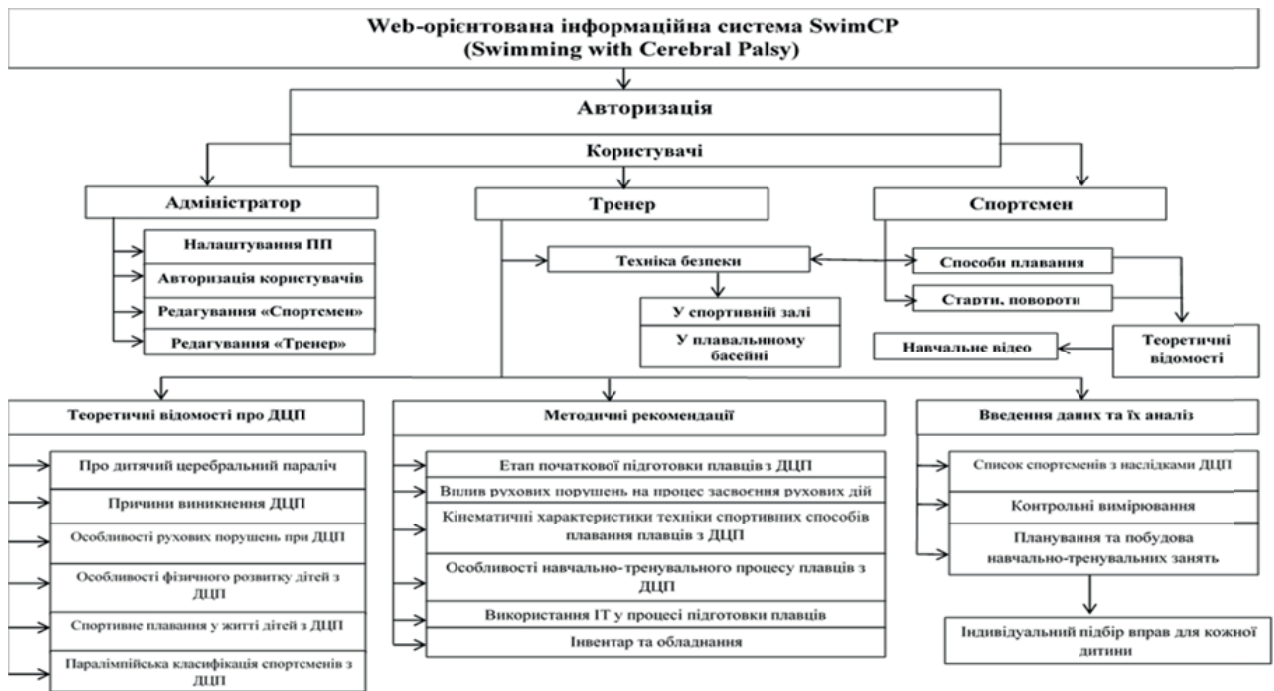 Web-орієнтована інформаційна система SwimCP
(Swimming with Cerebral Palsy)
Авторизація
Користувачі
Адміністратор
Тренер
Спортсмен
Налаштування ПП
Авторизація користувачів
Редагування «Спортсмен»
Редагування «Тренер»
Техніка безпеки
У спортивній залі
У плавальнному
басейні
Способи плавання
Старти, повороти
Навчальне відео
Теоретичні
відомості
Теоретичні відомості про ДЦП
Про дитячий церебральний параліч
Причини виникнення ДЦП
Особливості рухових порушень при ДЦП
Особливості фізичного розвитку дітей з
ДЦП
Спортивне плавання у житті дітей з ДЦП
Паралімпійська класифікація спортсменів з
ДЦП
Методичні рекомендації
Етап початкової підготовки плавців з ДЦП
Вплив рухових порушень на процес засвоєння рухових дій
Кінематичні характеристики техніки спортивних способів
плавання плавців з ДЦП
Особливості навчально-тренувального процесу плавців з
ДЦП
Використання ІТ у процесі підготовки плавців
Інвентар та обладнання
Введення даних та їх аналіз
Список спортсменів з наслідками ДЦП
Контрольні вимірювання
Планування та побудова
навчально-тренувальних занять
Індивідуальний підбір вправ для кожної
дитини